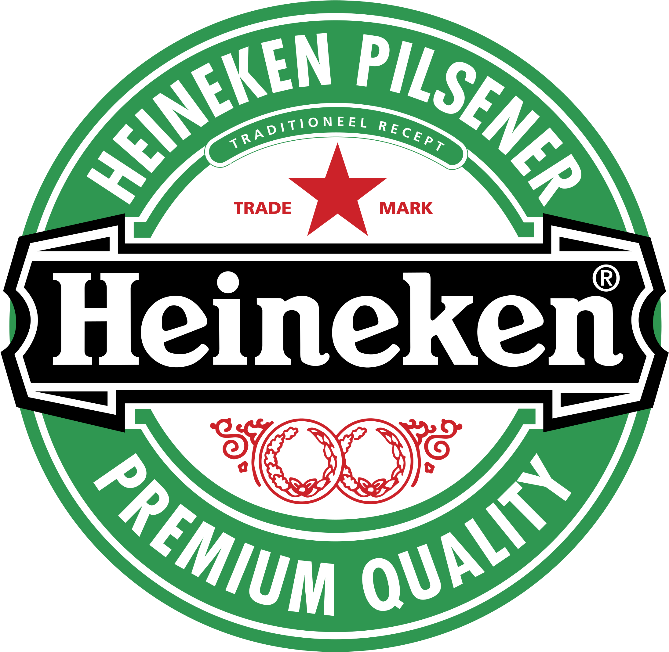 HEINEKEN PILSENER
TRADITIONEEL RECEPT
TRADE MARK
Heineken®
PREMIUM QUALITY